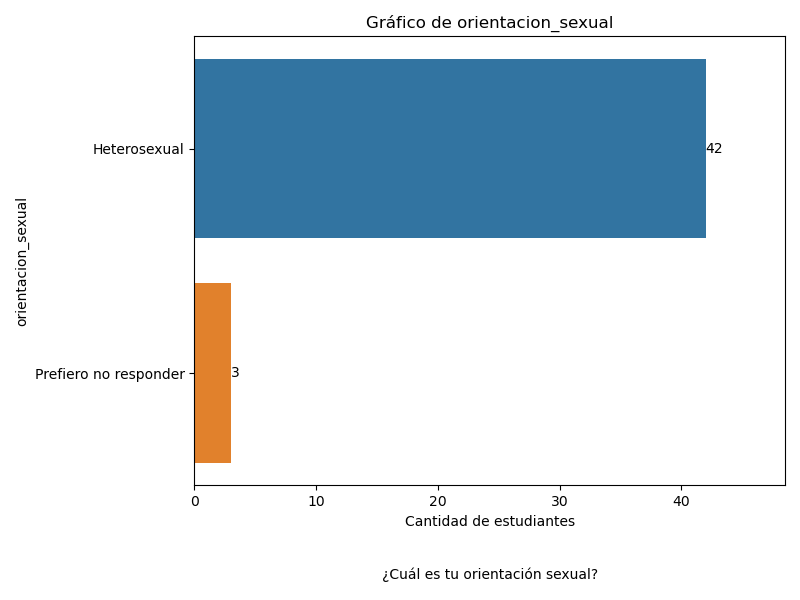 Gráfico de orientacion_sexual
orientacion_sexual
Heterosexual
42
Prefiero no responder
3
0 10 20 30 40
Cantidad de estudiantes
¿Cuál es tu orientación sexual?